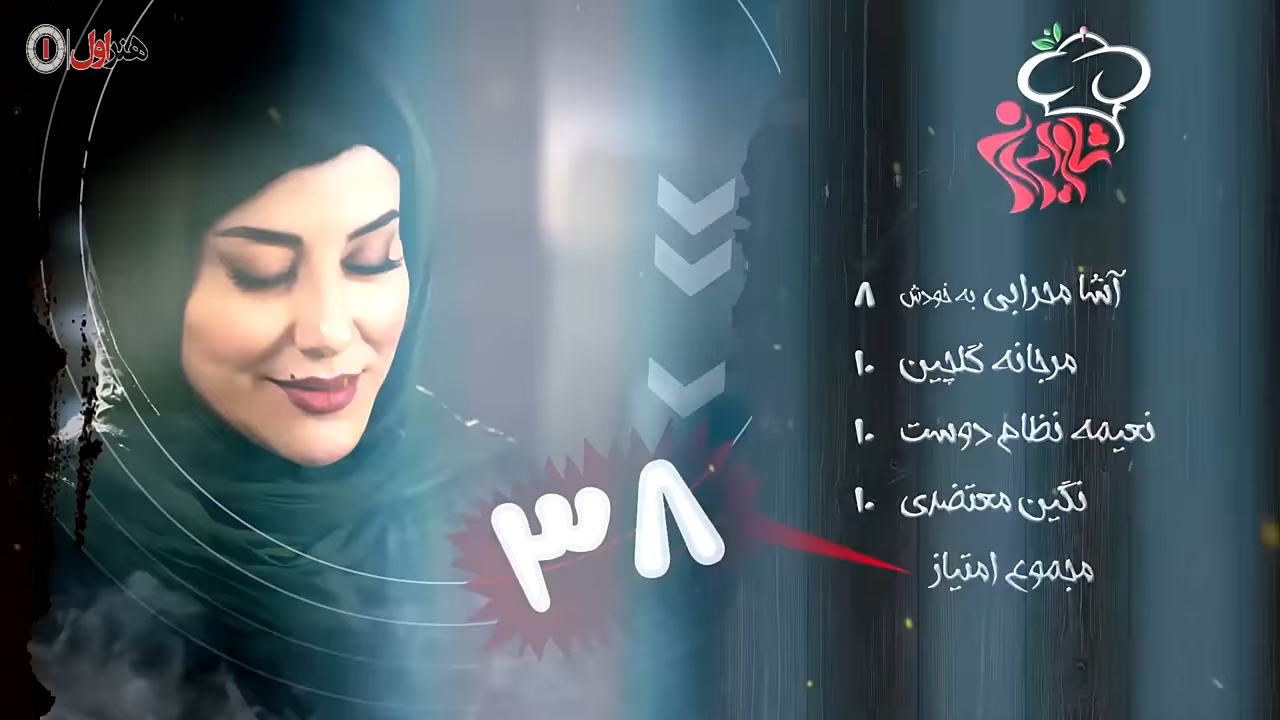 هنر اول
شام ایرانی
آشا محرابی به خودش ۸
مرجانه گلچین ۱۰
نعیمه نظام دوست ۱۰
نگین معتضدی ۱۰
مجموع امتیاز
۳۸